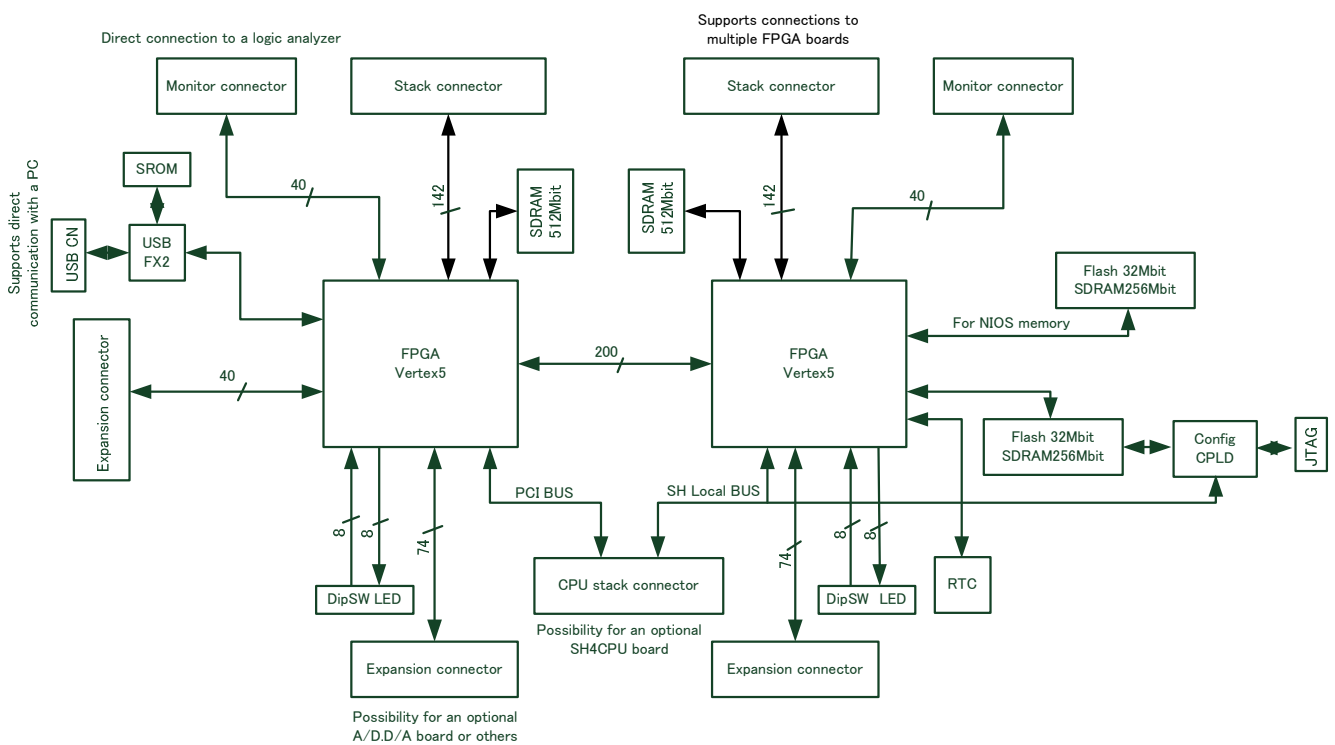 Supports connections to
multiple FPGA boards
Direct connection to a logic analyzer
Monitor connector
Stack connector
Stack connector
Monitor connector
Supports direct
communication with a PC
SROM
USB CN
USB
FX2
40
142
SDRAM
512Mbit
SDRAM
512Mbit
142
40
Flash 32Mbit
SDRAM256Mbit
For NIOS memory
Expansion connector
40
FPGA
Vertex5
200
FPGA
Vertex5
Flash 32Mbit
SDRAM256Mbit
Config
CPLD
JTAG
PCI BUS
SH Local BUS
8
8
74
74
8
8
DipSW LED
CPU stack connector
DipSW LED
RTC
Possibility for an optional
SH4CPU board
Expansion connector
Expansion connector
Possibility for an optional
A/D.D/A board or others